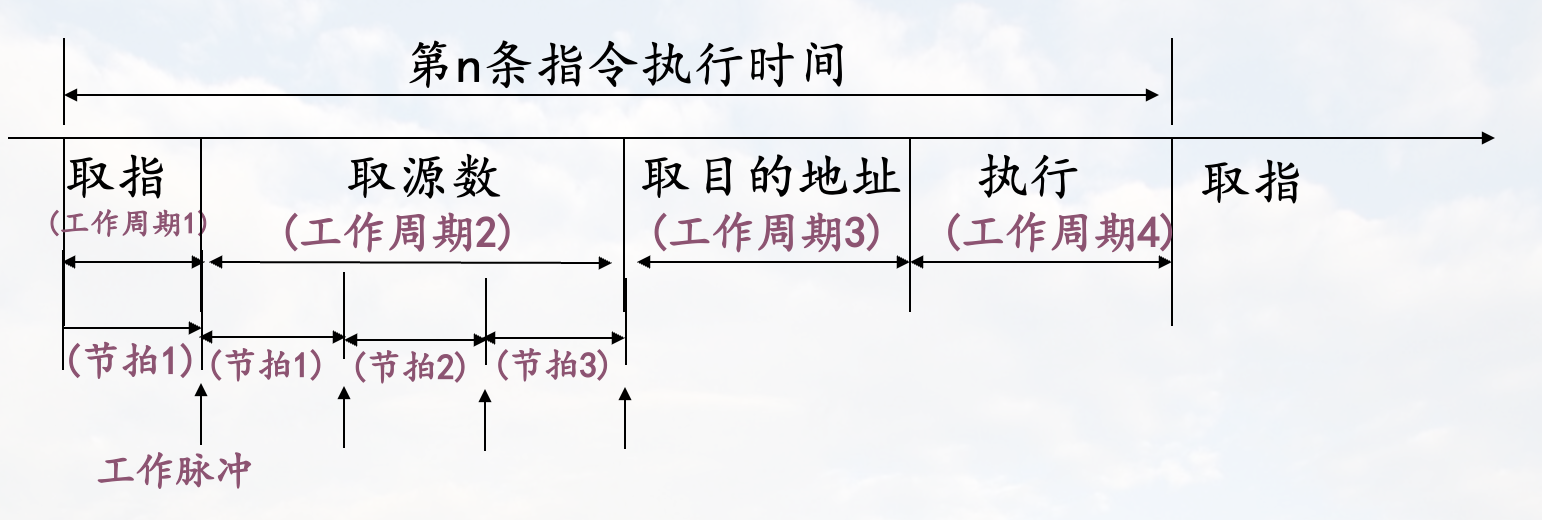 第n条指令执行时间
取指 取源数 取目的地址 执行 取指
(工作周期1) (工作周期2) (工作周期3) (工作周期4)
(节拍1) (节拍1) (节拍2) (节拍3)
工作脉冲